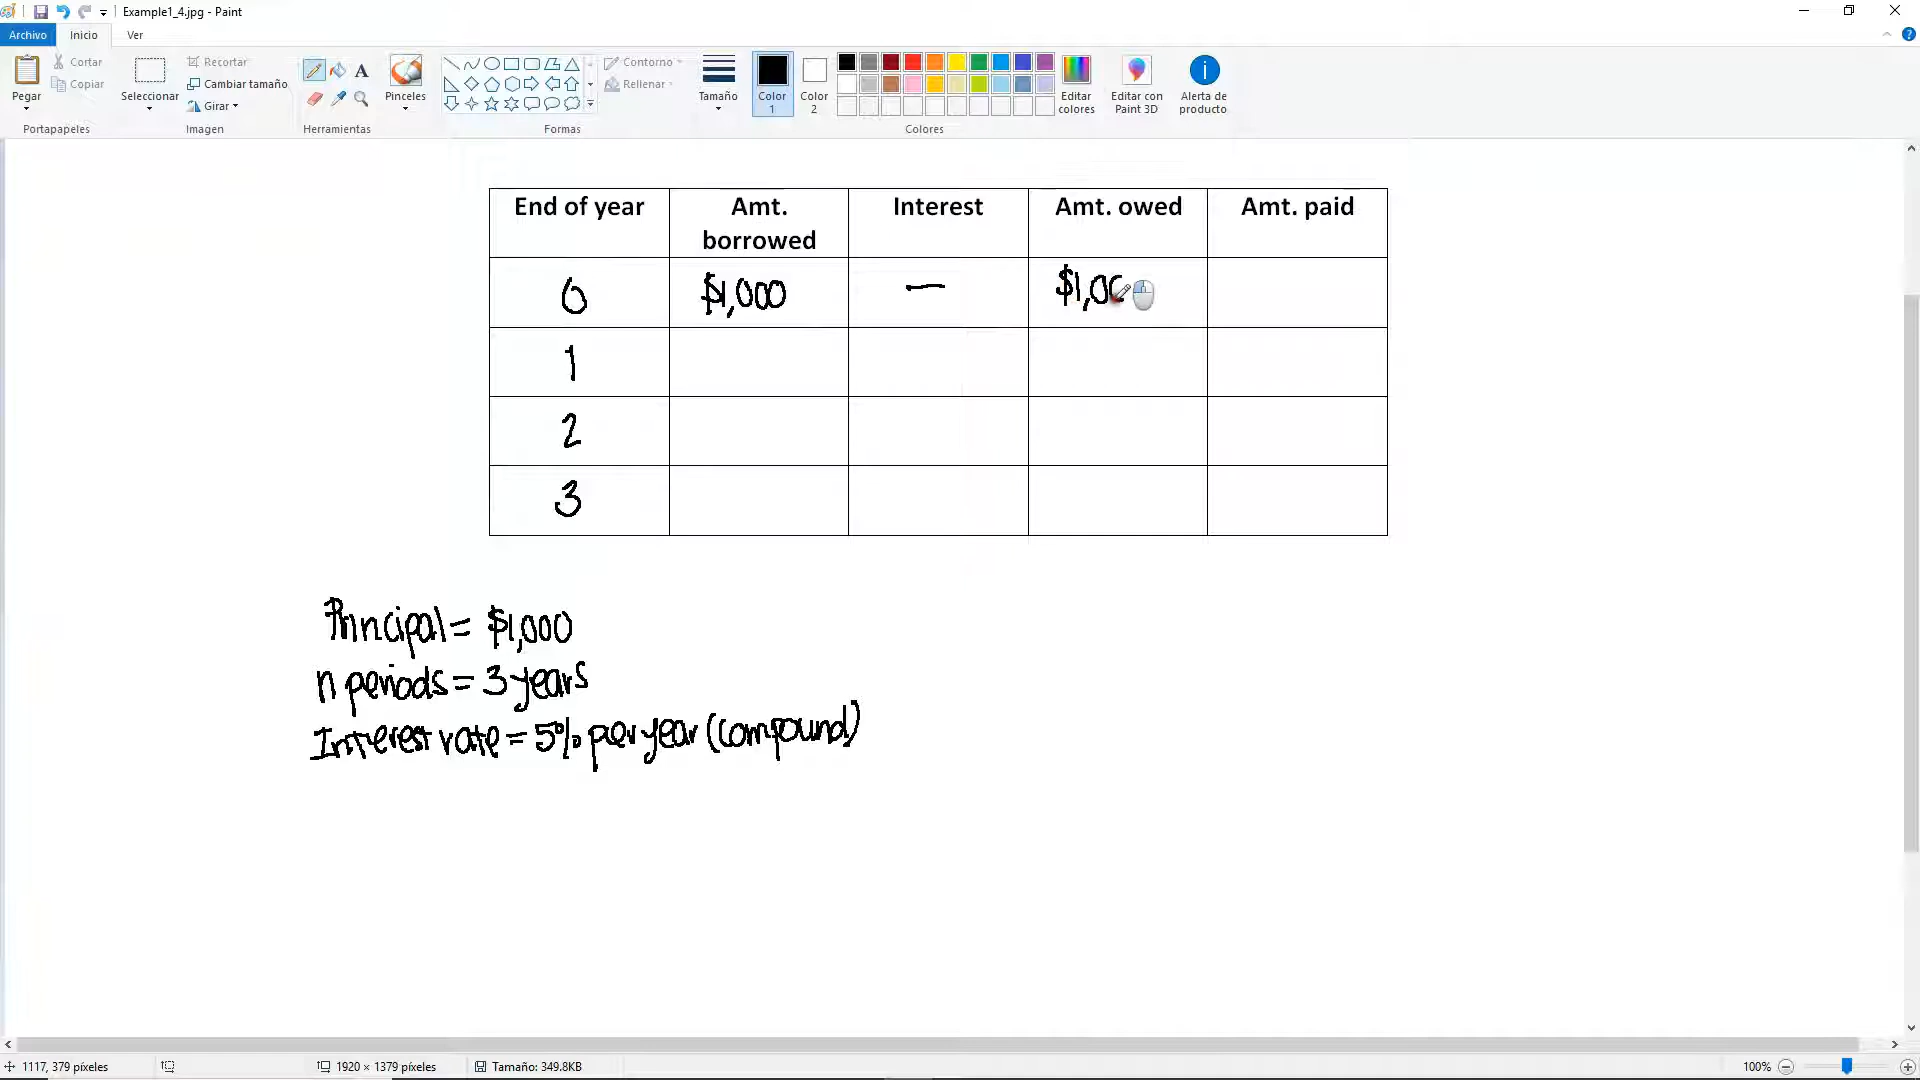 Example1_4.jpg - Paint
Archivo Inicio Ver
Pegar
Cortar
Copiar
Portapapeles
Seleccionar
Recortar
Cambiar tamaño
Girar
Imagen
A
Herramientas
Pinceles
Contorno
Rellenar
Formas
Tamaño
Color 1
Color 2
Editar colores
Colores
Editar con Paint 3D
Alerta de producto
End of year Amt. borrowed Interest Amt. owed Amt. paid
0 $1,000 — $1,00
1
2
3
Principal = $1,000
n periods = 3 years
Interest rate = 5% per year (compound)
1117, 379 píxeles 1920 × 1379 píxeles Tamaño: 349.8KB 100%